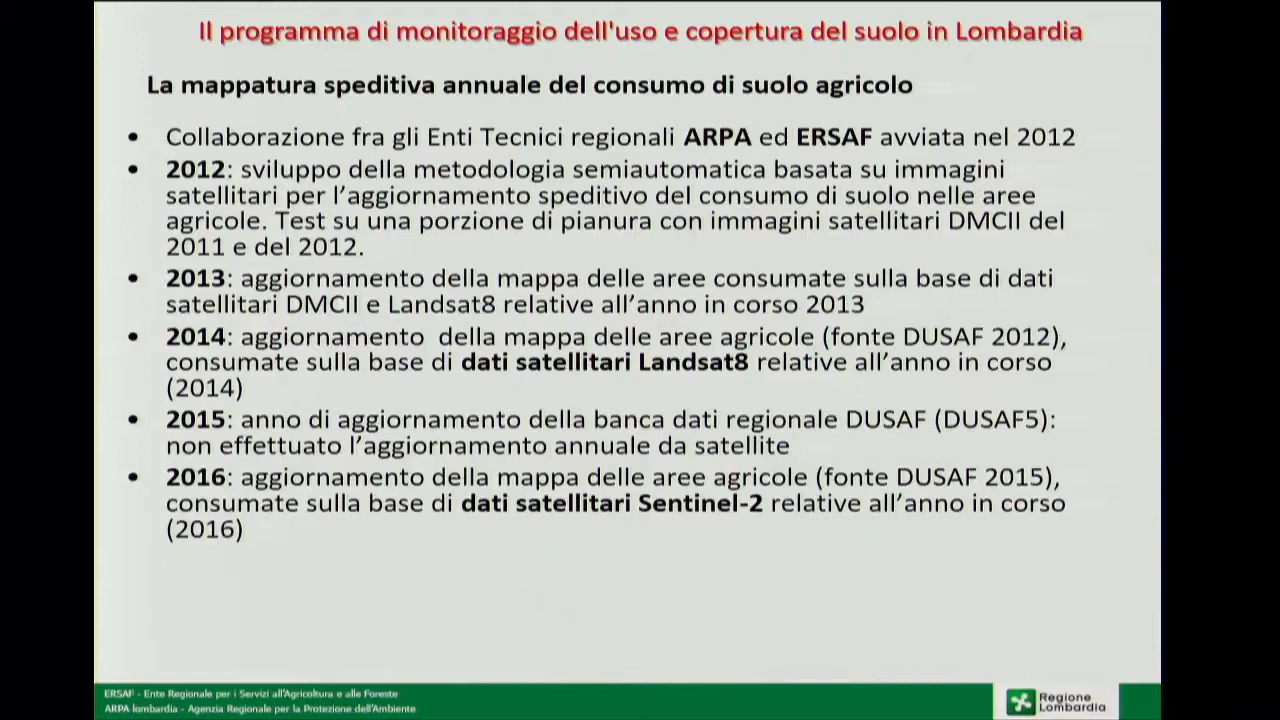 Il programma di monitoraggio dell'uso e copertura del suolo in Lombardia
La mappatura speditiva annuale del consumo di suolo agricolo
• Collaborazione fra gli Enti Tecnici regionali ARPA ed ERSAF avviata nel 2012
• 2012: sviluppo della metodologia semiautomatica basata su immagini
satellitari per l’aggiornamento speditivo del consumo di suolo nelle aree
agricole. Test su una porzione di pianura con immagini satellitari DMCII del
2011 e del 2012.
• 2013: aggiornamento della mappa delle aree consumate sulla base di dati
satellitari DMCII e Landsat8 relative all’anno in corso 2013
• 2014: aggiornamento della mappa delle aree agricole (fonte DUSAF 2012),
consumate sulla base di dati satellitari Landsat8 relative all’anno in corso
(2014)
• 2015: anno di aggiornamento della banca dati regionale DUSAF (DUSAF5):
non effettuato l’aggiornamento annuale da satellite
• 2016: aggiornamento della mappa delle aree agricole (fonte DUSAF 2015),
consumate sulla base di dati satellitari Sentinel-2 relative all’anno in corso
(2016)
ERSAF - Ente Regionale per i Servizi all’Agricoltura e alle Foreste
ARPA lombardia - Agenzia Regionale per la Protezione dell’Ambiente
Regione
Lombardia